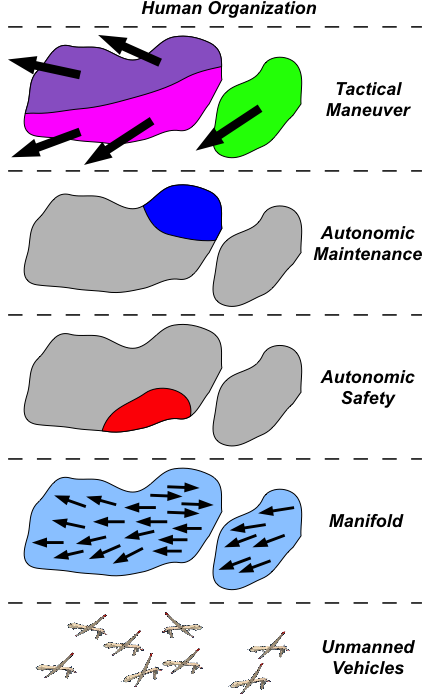 Human Organization
Tactical
Maneuver
Autonomic
Maintenance
Autonomic
Safety
Manifold
Unmanned
Vehicles